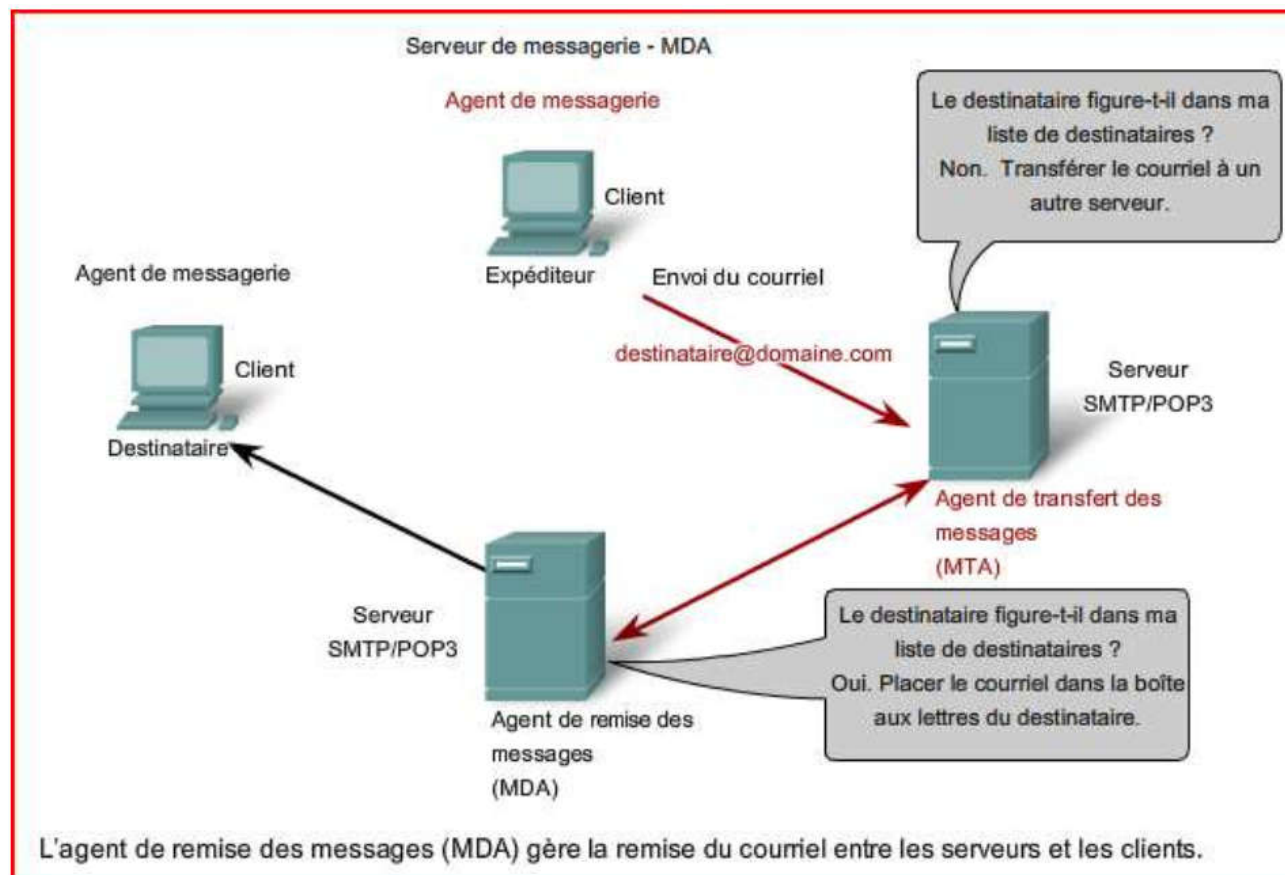 Serveur de messagerie - MDA
Agent de messagerie
Client
Expéditeur
Envoi du courriel
destinataire@domaine.com
Le destinataire figure-t-il dans ma
liste de destinataires ?
Non. Transférer le courriel à un
autre serveur.
Serveur
SMTP/POP3
Agent de transfert des
messages
(MTA)
Agent de messagerie
Client
Destinataire
Serveur
SMTP/POP3
Agent de remise des
messages
(MDA)
Le destinataire figure-t-il dans ma
liste de destinataires ?
Oui. Placer le courriel dans la boîte
aux lettres du destinataire.
L'agent de remise des messages (MDA) gère la remise du courriel entre les serveurs et les clients.